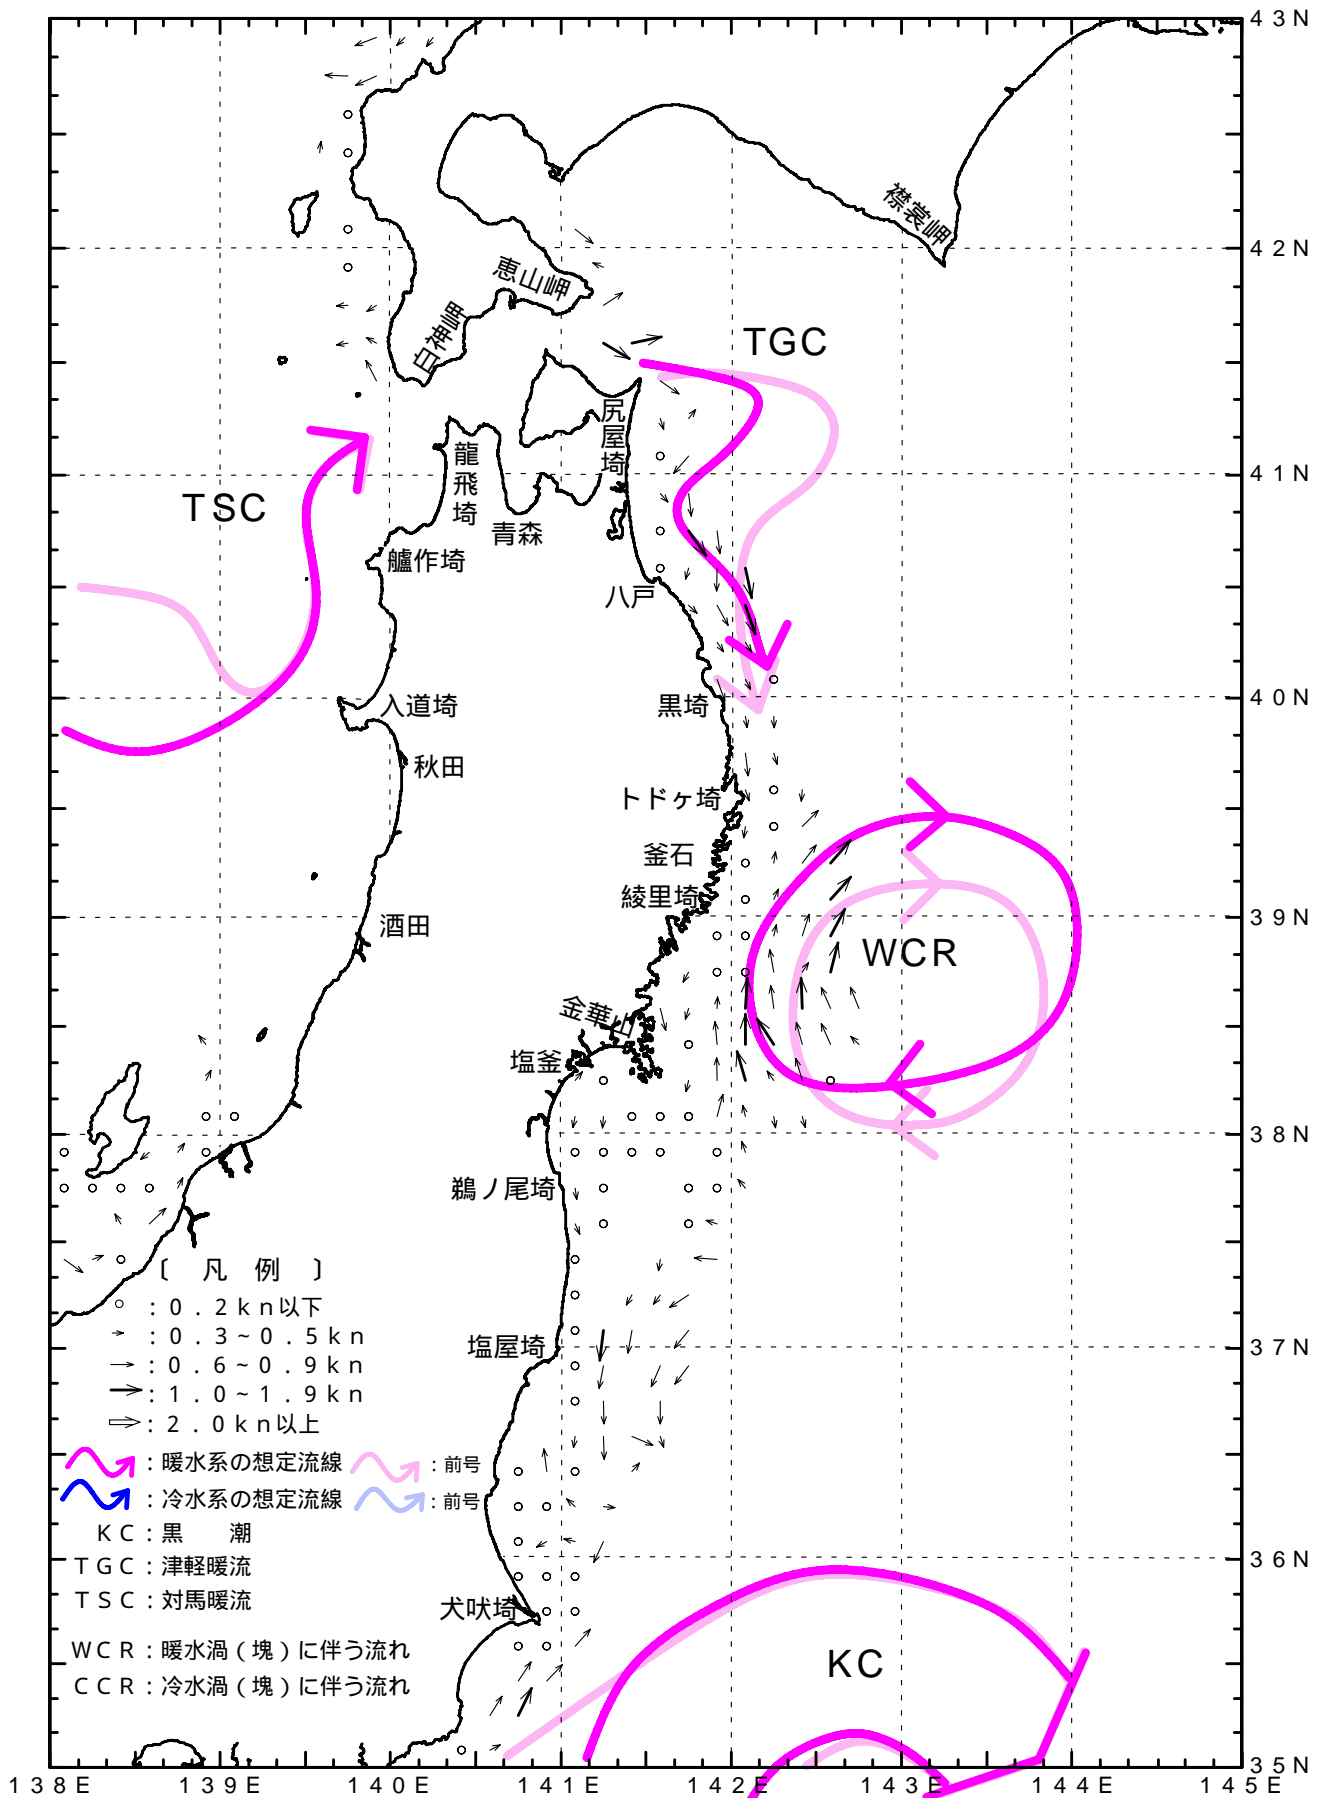 43N
襟裳岬
42N
恵山岬
白神岬
TGC
尻屋埼
龍飛埼
41N
TSC
青森
艫作埼
八戸
入道埼
黒埼
40N
秋田
トドヶ埼
釜石
綾里埼
39N
酒田
WCR
金華山
塩釜
38N
鵜ノ尾埼
〔 凡 例 〕
:0.2kn以下
:0.3~0.5kn
塩屋埼
37N
:0.6~0.9kn
:1.0~1.9kn
:2.0kn以上
:暖水系の想定流線 :前号
:冷水系の想定流線 :前号
KC:黒 潮
TGC:津軽暖流
36N
TSC:対馬暖流
犬吠埼
WCR:暖水渦(塊)に伴う流れ
KC
CCR:冷水渦(塊)に伴う流れ
35N
138E 139E 140E 141E 142E 143E 144E 145E